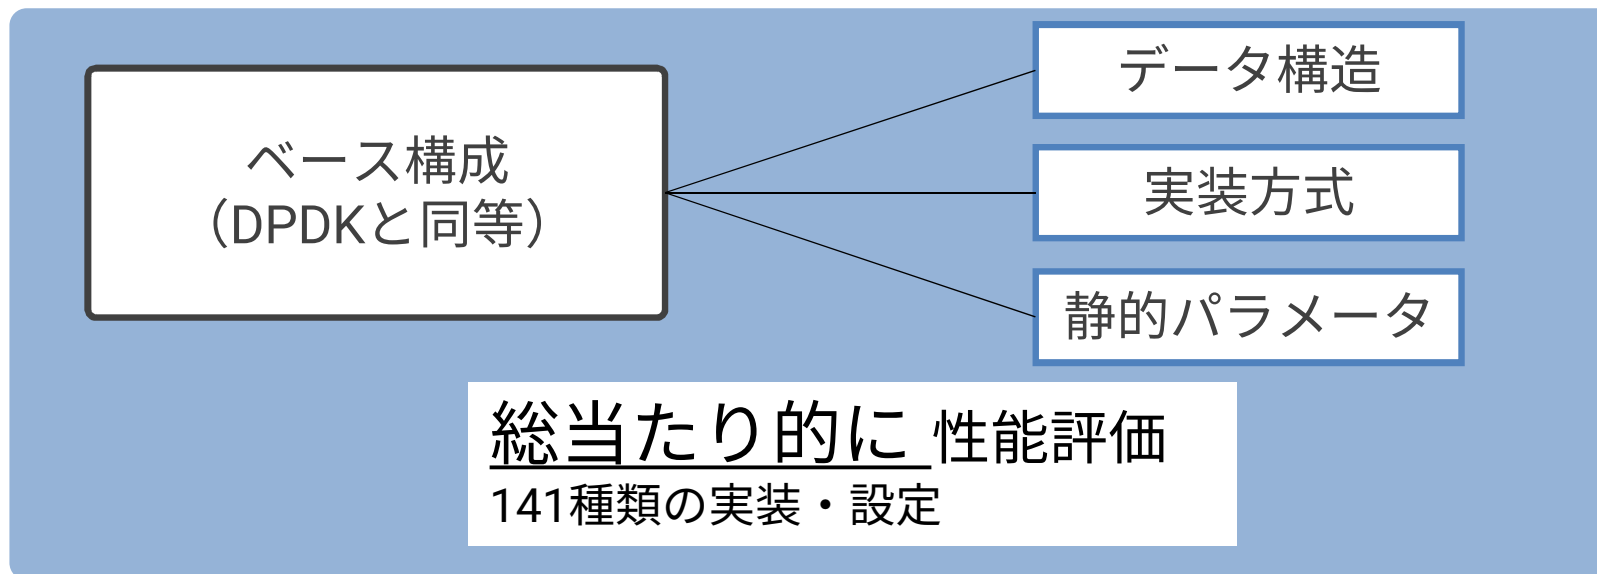 ベース構成
（DPDKと同等）
データ構造
実装方式
静的パラメータ
総当たり的に 性能評価
141種類の実装・設定